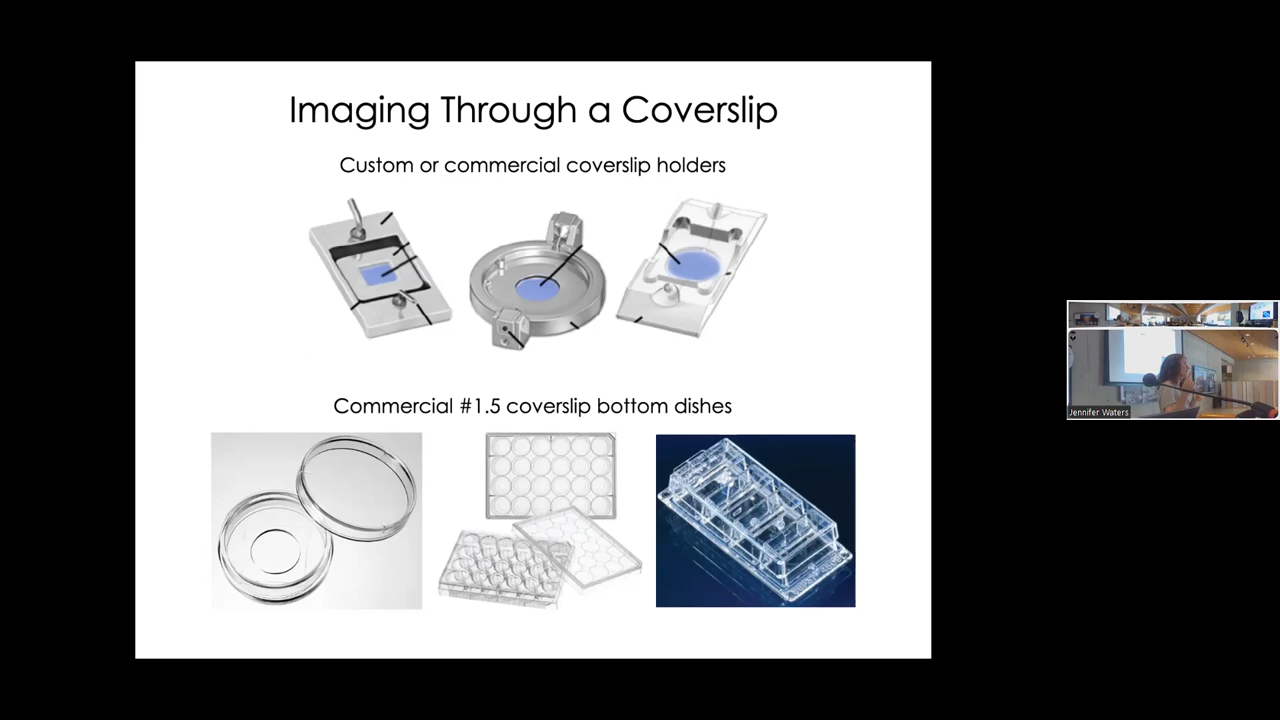 Imaging Through a Coverslip
Custom or commercial coverslip holders
Commercial #1.5 coverslip bottom dishes
Jennifer Waters